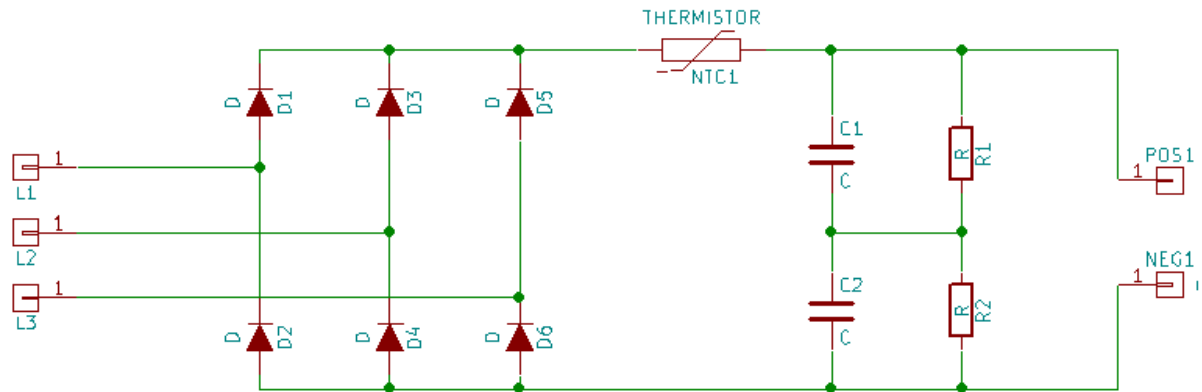 THERMISTOR
NTC1
D D1
D D3
D D5
C1
C
R R1
POS1
1
1
L1
1
L2
1
L3
NEG1
1
C2
C
R R2
D D2
D D4
D D6